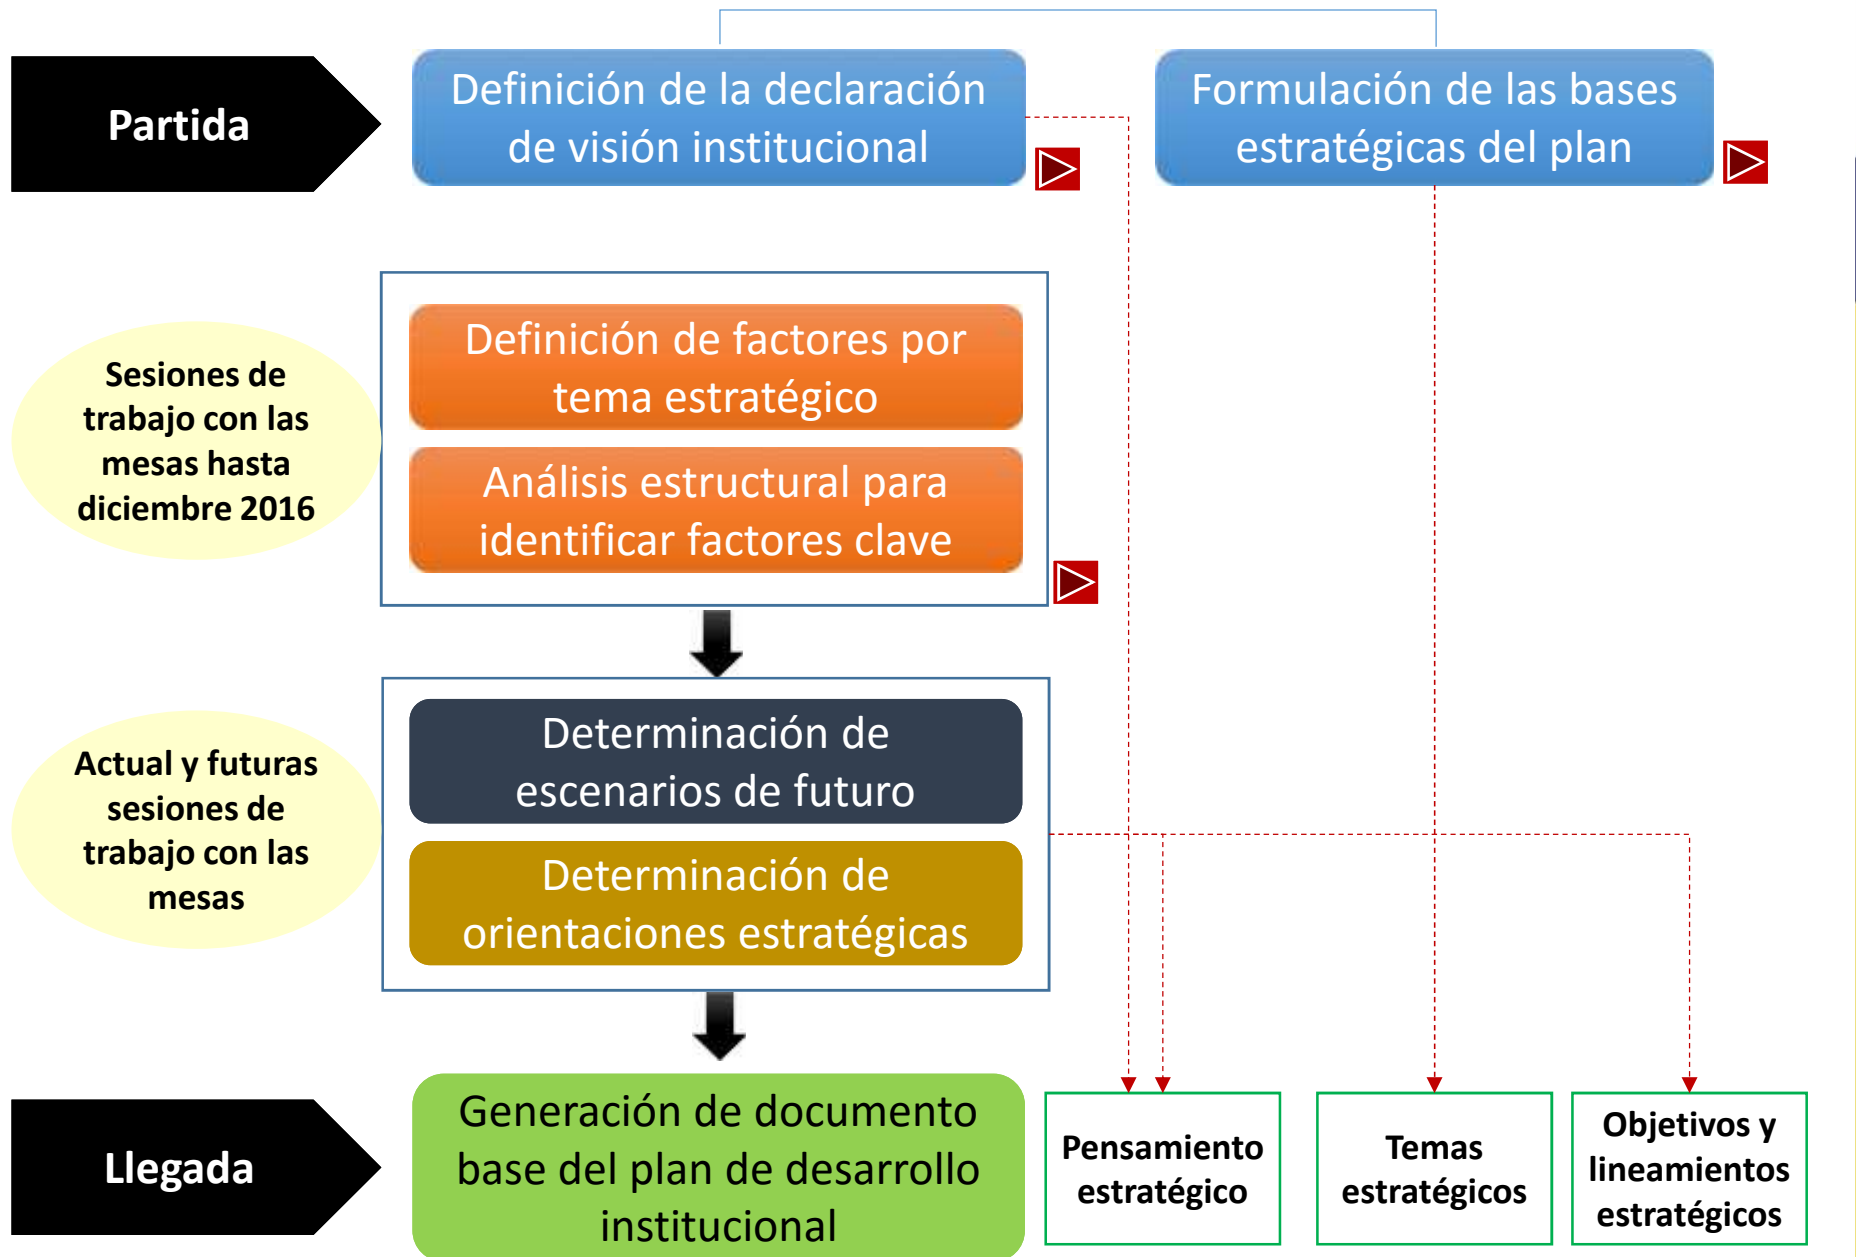 Partida
Definición de la declaración
de visión institucional
Formulación de las bases
estratégicas del plan
Sesiones de
trabajo con las
mesas hasta
diciembre 2016
Definición de factores por
tema estratégico
Análisis estructural para
identificar factores clave
Actual y futuras
sesiones de
trabajo con las
mesas
Determinación de
escenarios de futuro
Determinación de
orientaciones estratégicas
Llegada
Generación de documento
base del plan de desarrollo
institucional
Pensamiento
estratégico
Temas
estratégicos
Objetivos y
lineamientos
estratégicos